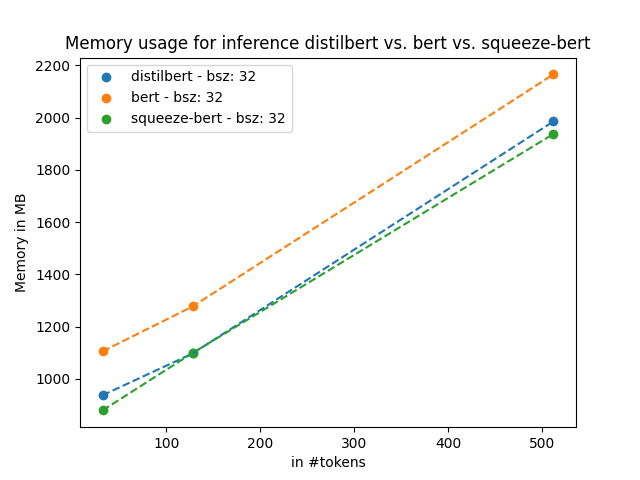 Memory usage for inference distilbert vs. bert vs. squeeze-bert
distilbert - bsz: 32
bert - bsz: 32
squeeze-bert - bsz: 32
Memory in MB
2200
2000
1800
1600
1400
1200
1000
100 200 300 400 500
in #tokens